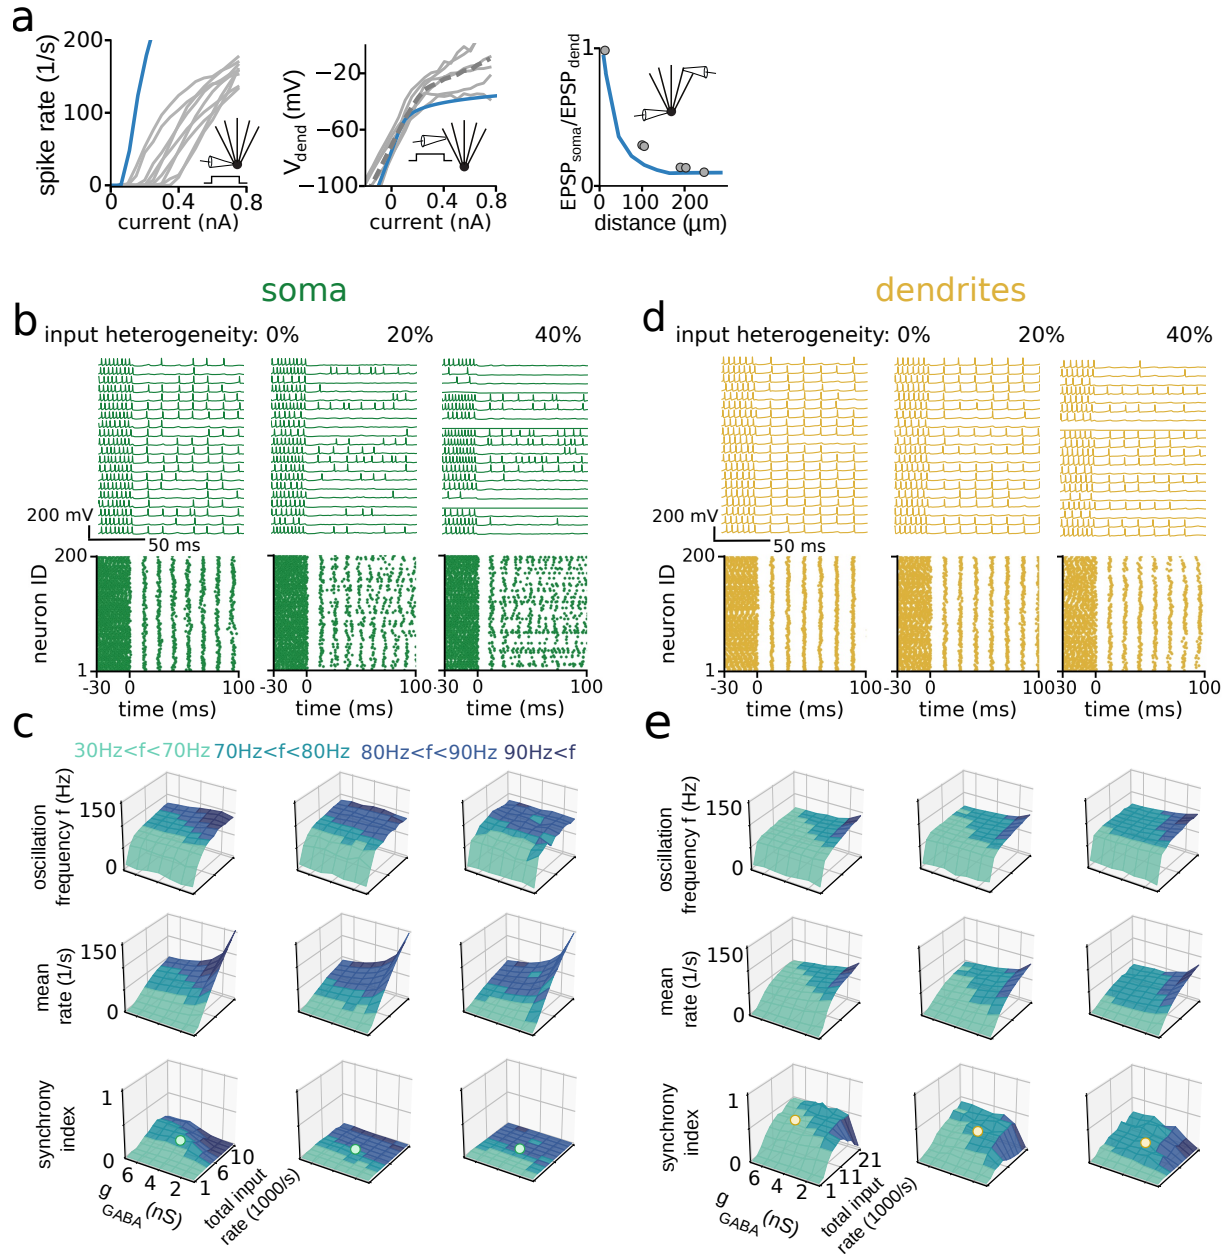 a
spike rate (1/s)
200
100
0
0 0.4 0.8
current (nA)
V_dend (mV)
−20
−60
−100
0 0.4 0.8
current (nA)
EPSP_soma/EPSP_dend
1
0
0 100 200
distance (µm)
soma
dendrites
b
input heterogeneity: 0% 20% 40%
200 mV
50 ms
neuron ID
200
1
-30 0 100
-30 0 100
-30 0 100
time (ms) time (ms) time (ms)
d
input heterogeneity: 0% 20% 40%
200 mV
50 ms
neuron ID
200
1
-30 0 100
-30 0 100
-30 0 100
time (ms) time (ms) time (ms)
c
30Hz<f<70Hz 70Hz<f<80Hz 80Hz<f<90Hz 90Hz<f
oscillation
frequency f (Hz)
150
0
mean
rate (1/s)
150
0
synchrony
index
1
0
6 4 2
g_GABA (nS)
1 6 10
total input
rate (1000/s)
e
oscillation
frequency f (Hz)
150
0
mean
rate (1/s)
150
0
synchrony
index
1
0
6 4 2
g_GABA (nS)
1 11 21
total input
rate (1000/s)